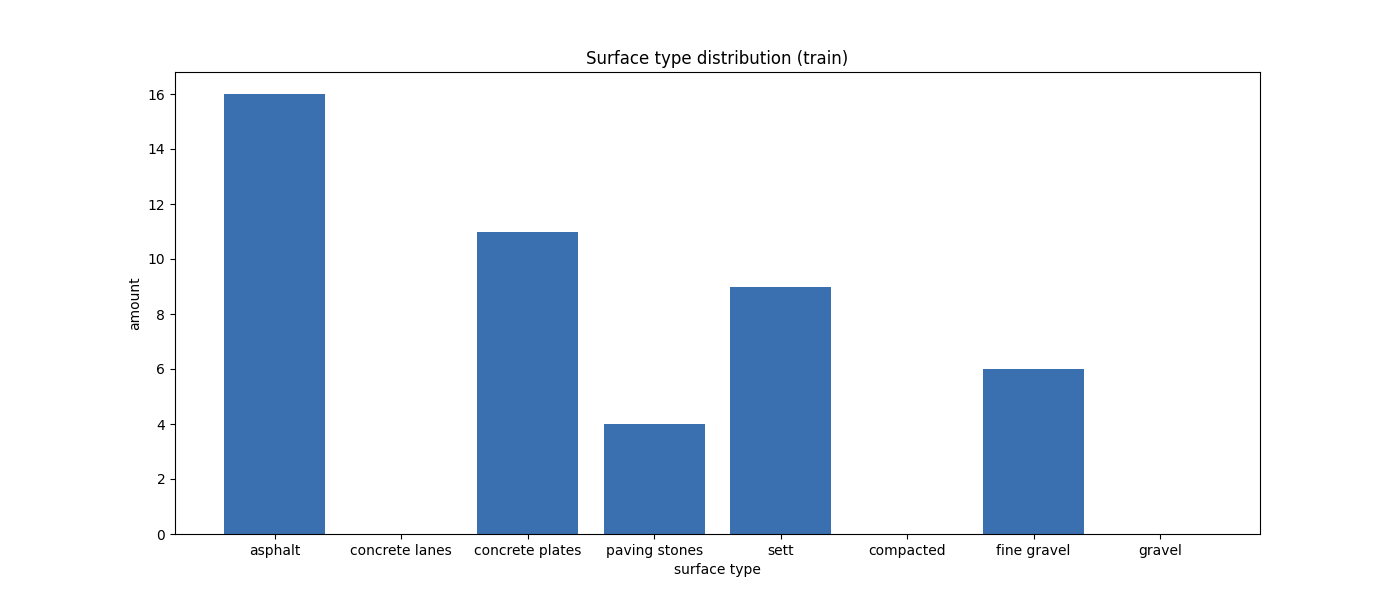 Surface type distribution (train)
16
14
12
10
8
6
4
2
0
amount
asphalt concrete lanes concrete plates paving stones sett compacted fine gravel gravel
surface type